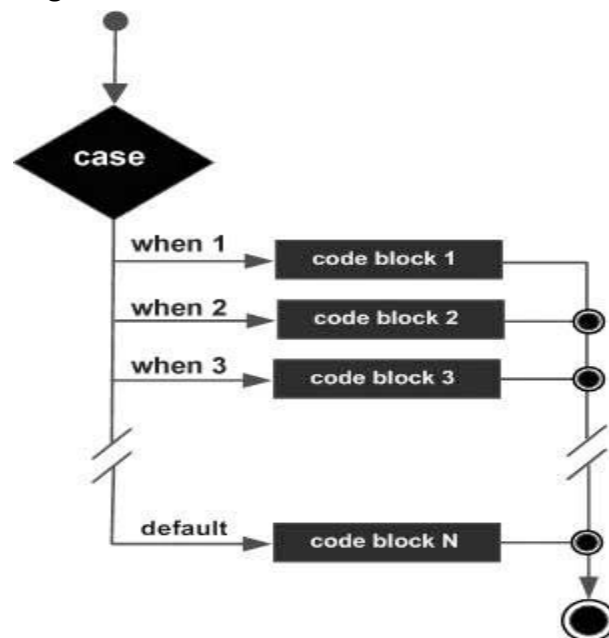 case
when 1
code block 1
when 2
code block 2
when 3
code block 3
default
code block N